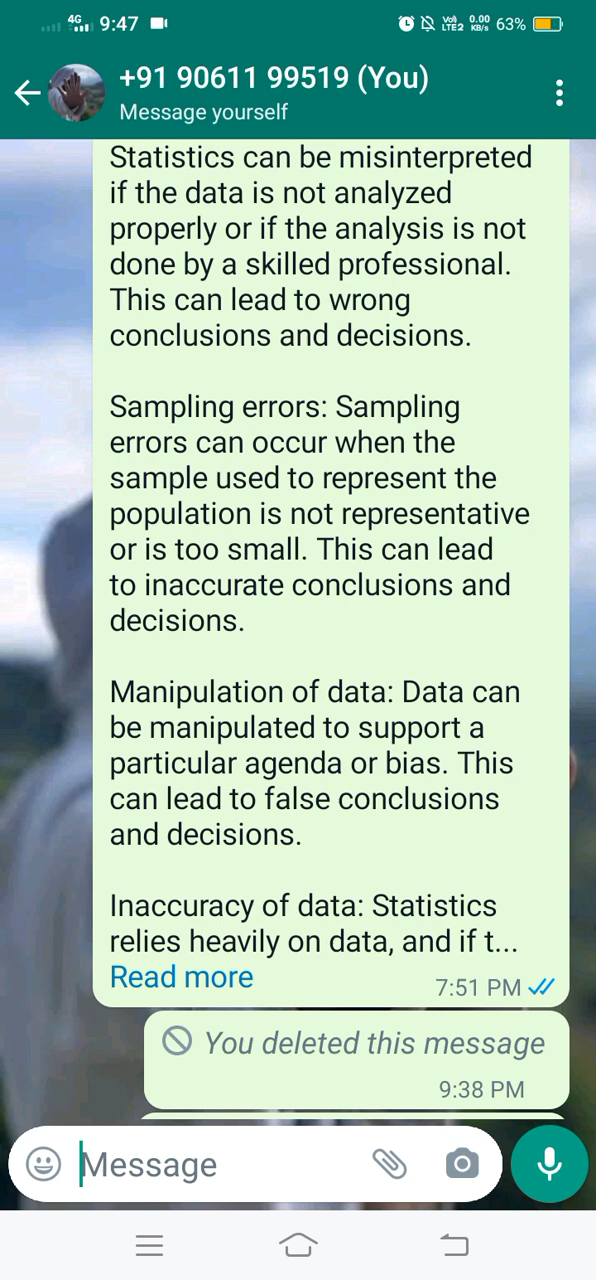 4G 9:47 Vo)) LTE2 0.00 KB/s 63%
+91 90611 99519 (You)
Message yourself
Statistics can be misinterpreted
if the data is not analyzed
properly or if the analysis is not
done by a skilled professional.
This can lead to wrong
conclusions and decisions.
Sampling errors: Sampling
errors can occur when the
sample used to represent the
population is not representative
or is too small. This can lead
to inaccurate conclusions and
decisions.
Manipulation of data: Data can
be manipulated to support a
particular agenda or bias. This
can lead to false conclusions
and decisions.
Inaccuracy of data: Statistics
relies heavily on data, and if t...
Read more
7:51 PM
You deleted this message
9:38 PM
Message